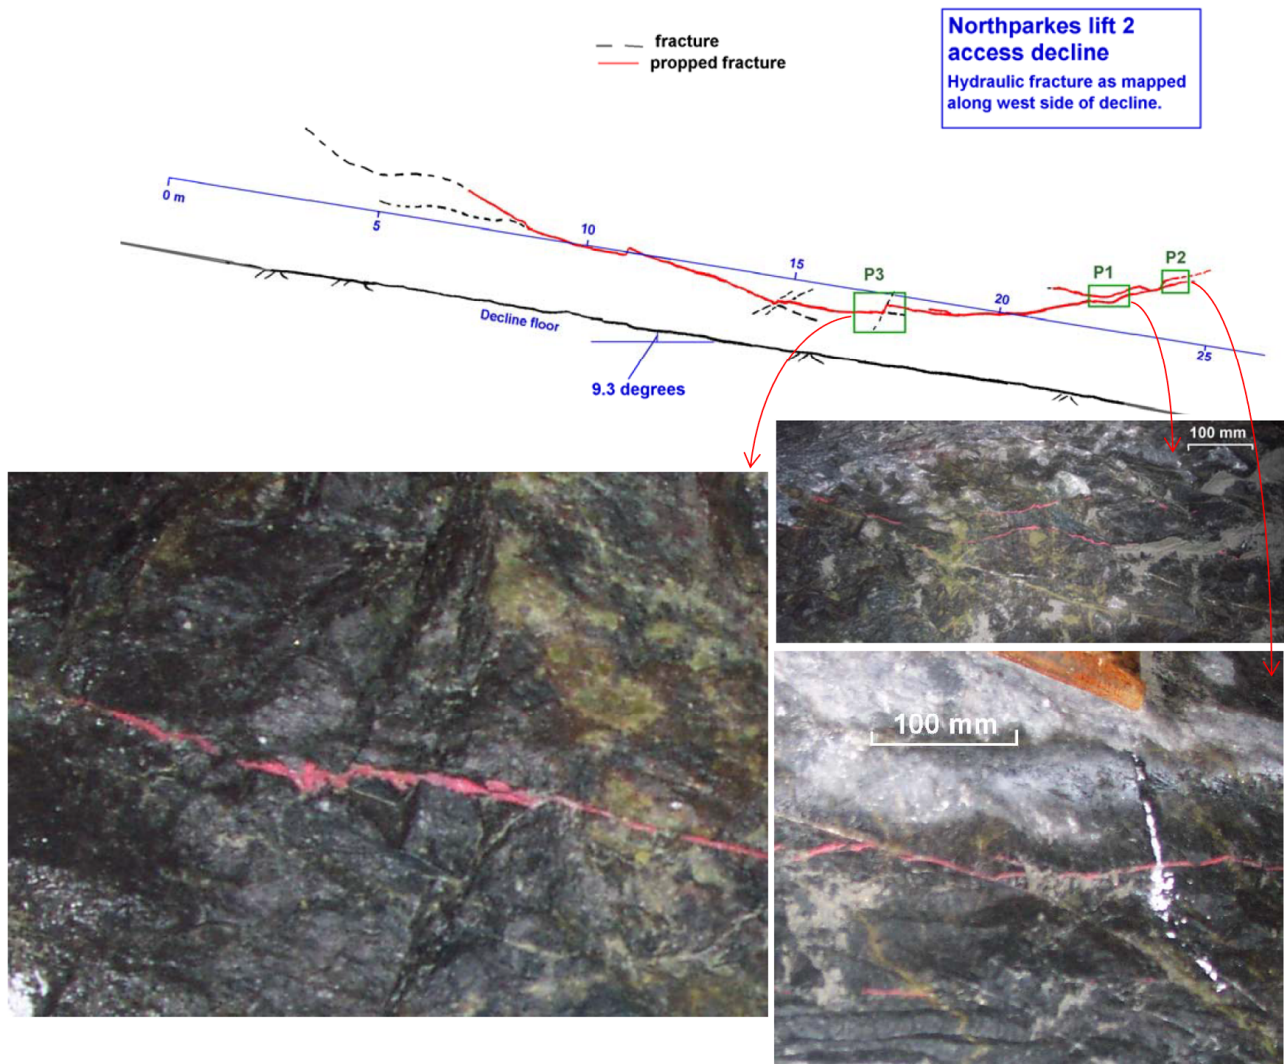 fracture
propped fracture
Northparkes lift 2
access decline
Hydraulic fracture as mapped
along west side of decline.
0 m
5
10
15
20
25
P3
P1
P2
Decline floor
9.3 degrees
100 mm
100 mm